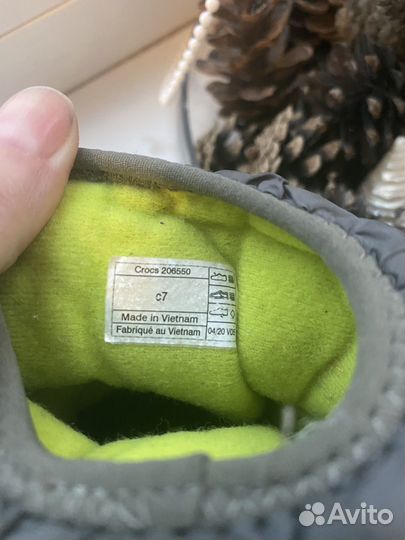 Crocs 206550
c7
Made in Vietnam
Fabriqué au Vietnam
04/20
Avito